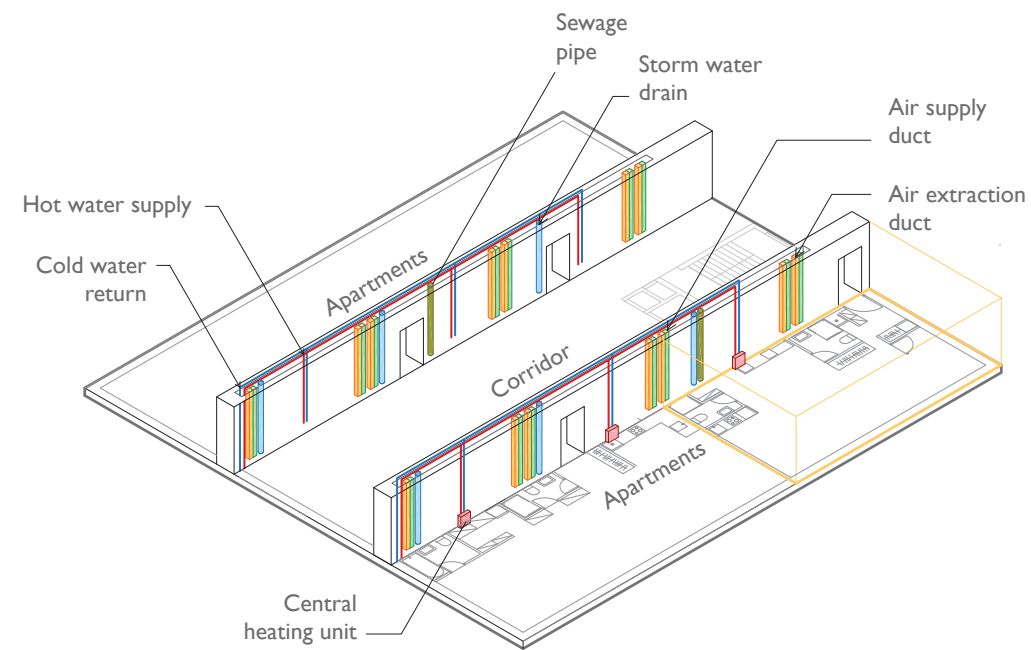 Sewage
pipe
Storm water
drain
Air supply
duct
Air extraction
duct
Hot water supply
Cold water
return
Apartments
Corridor
Apartments
Central
heating unit